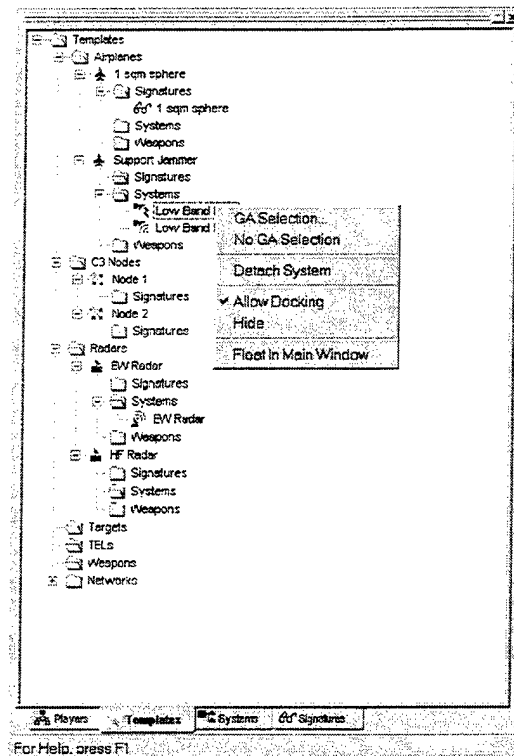 Templates
Airplanes
1 sqm sphere
Signatures
1 sqm sphere
Systems
Weapons
Support Jammer
Signatures
Systems
Low Band
Low Band
Weapons
C3 Nodes
Node 1
Signatures
Node 2
Signatures
Radars
EW Radar
Signatures
Systems
EW Radar
Weapons
HF Radar
Signatures
Systems
Weapons
Targets
TELs
Weapons
Networks
GA Selection...
No GA Selection
Detach System
Allow Docking
Hide
Float In Main Window
Players Templates Systems Signatures
For Help, press F1